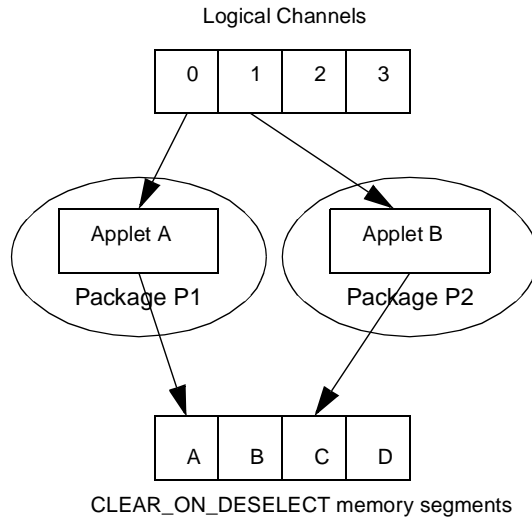 Logical Channels
0 1 2 3
Applet A
Applet B
Package P1
Package P2
A B C D
CLEAR_ON_DESELECT memory segments